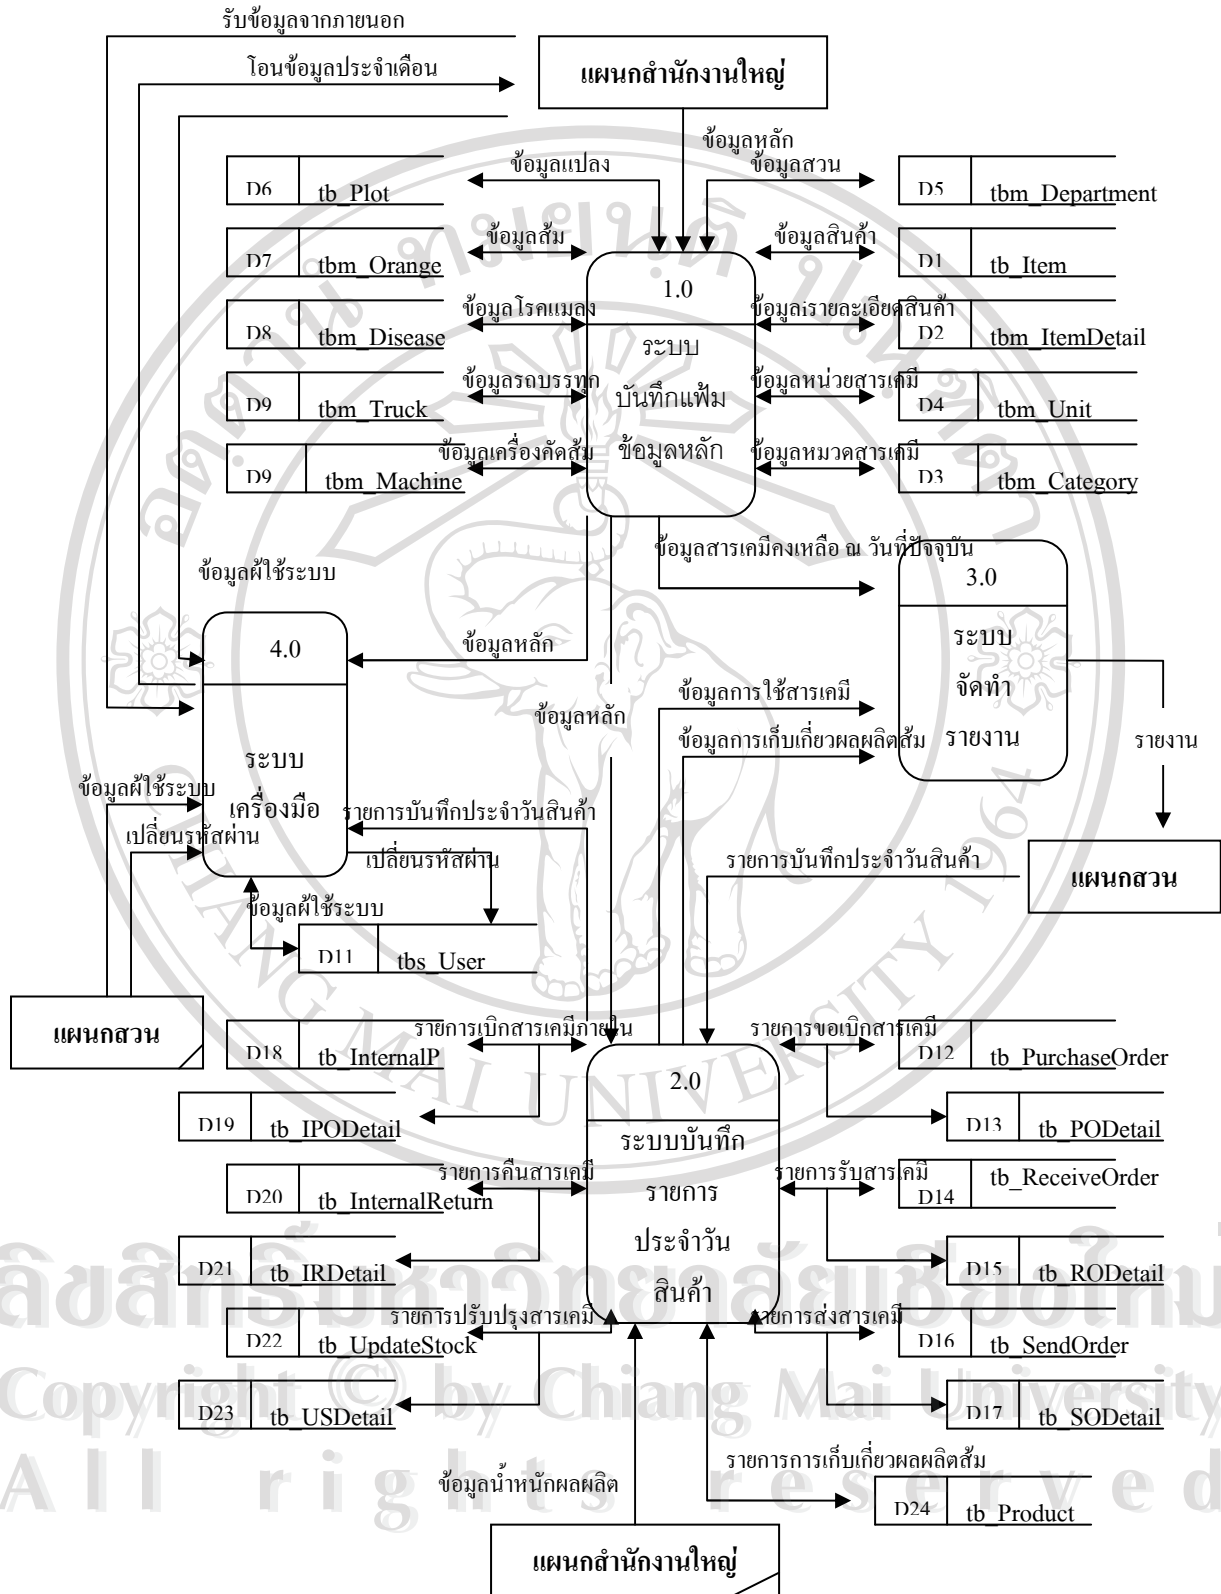 รับข้อมูลจากภายนอก
โอนข้อมูลประจำเดือน
แผนกสำนักงานใหญ่
ข้อมูลหลัก
ข้อมูลแปลง
ข้อมูลสวน
D6 tb_Plot
D5 tbm_Department
ข้อมูลส้ม
ข้อมูลสินค้า
D7 tbm_Orange
D1 tb_Item
1.0
ระบบ
บันทึกแฟ้ม
ข้อมูลหลัก
ข้อมูลโรคแมลง
ข้อมูลiรายละเอียดสินค้า
D8 tbm_Disease
D2 tbm_ItemDetail
ข้อมูลรถบรรทุก
ข้อมูลหน่วยสารเคมี
D9 tbm_Truck
D4 tbm_Unit
ข้อมูลเครื่องคัดส้ม
ข้อมูลหมวดสารเคมี
D9 tbm_Machine
D3 tbm_Category
ข้อมูลสารเคมีคงเหลือ ณ วันที่ปัจจุบัน
ข้อมูลผู้ใช้ระบบ
3.0
ระบบ
จัดทำ
รายงาน
4.0
ระบบ
เครื่องมือ
ข้อมูลหลัก
ข้อมูลหลัก
ข้อมูลการใช้สารเคมี
ข้อมูลการเก็บเกี่ยวผลผลิตส้ม
รายงาน
ข้อมูลผู้ใช้ระบบ
เปลี่ยนรหัสผ่าน
รายการบันทึกประจำวันสินค้า
เปลี่ยนรหัสผ่าน
รายการบันทึกประจำวันสินค้า
แผนกสวน
ข้อมูลผู้ใช้ระบบ
D11 tbs_User
แผนกสวน
รายการเบิกสารเคมีภายใน
รายการขอเบิกสารเคมี
D18 tb_InternalP
D12 tb_PurchaseOrder
2.0
ระบบบันทึก
รายการ
ประจำวัน
สินค้า
D19 tb_IPODetail
D13 tb_PODetail
รายการคืนสารเคมี
รายการรับสารเคมี
D20 tb_InternalReturn
D14 tb_ReceiveOrder
D21 tb_IRDetail
D15 tb_RODetail
รายการปรับปรุงสารเคมี
รายการส่งสารเคมี
D22 tb_UpdateStock
D16 tb_SendOrder
D23 tb_USDetail
D17 tb_SODetail
ข้อมูลน้ำหนักผลผลิต
รายการการเก็บเกี่ยวผลผลิตส้ม
D24 tb_Product
แผนกสำนักงานใหญ่
CHIANG MAI UNIVERSITY 1964
Copyright © by Chiang Mai University
All rights reserved